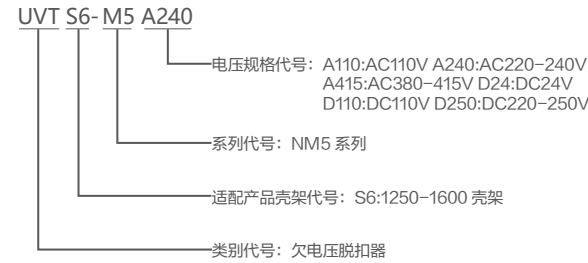 UVT S6-M5 A240
电压规格代号：A110:AC110V A240:AC220-240V
A415:AC380-415V D24:DC24V
D110:DC110V D250:DC220-250V
系列代号：NM5 系列
适配产品壳架代号：S6:1250-1600 壳架
类别代号：欠电压脱扣器